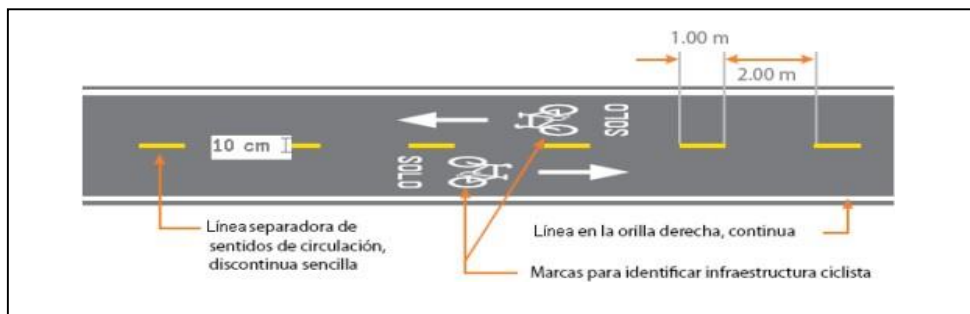 1.00 m
2.00 m
SOLO
10 cm
SOLO
Línea separadora de
sentidos de circulación,
discontinua sencilla
Línea en la orilla derecha, continua
Marcas para identificar infraestructura ciclista